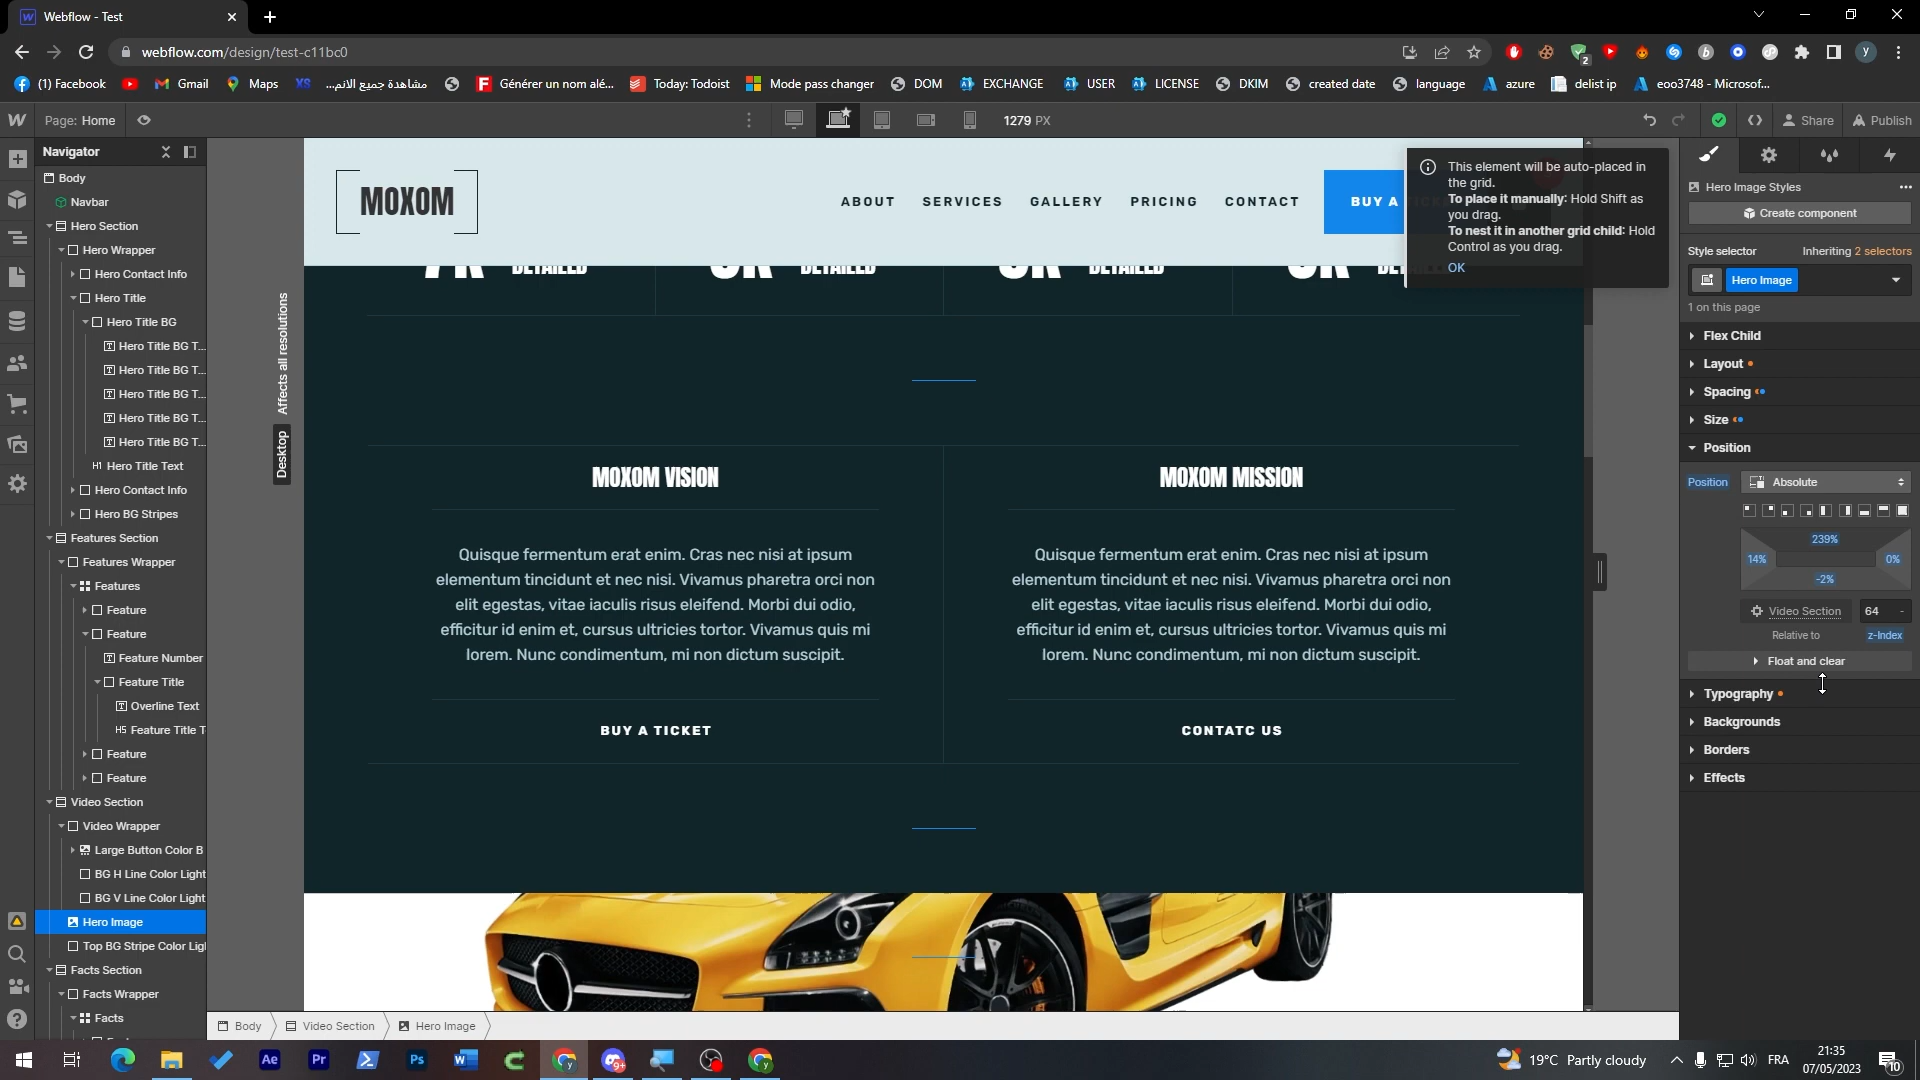 Webflow - Test
webflow.com/design/test-c11bc0
2
y
(1) Facebook
Gmail
Maps
XS
مشاهدة جميع الانم...
Générer un nom alé...
Today: Todoist
Mode pass changer
DOM
EXCHANGE
USER
LICENSE
DKIM
created date
language
azure
delist ip
eoo3748 - Microsof...
Page: Home
1279 PX
Share
Publish
Navigator
Body
Navbar
Hero Section
Hero Wrapper
Hero Contact Info
Hero Title
Hero Title BG
Hero Title BG T...
Hero Title BG T...
Hero Title BG T...
Hero Title BG T...
Hero Title BG T...
H1 Hero Title Text
Hero Contact Info
Hero BG Stripes
Features Section
Features Wrapper
Features
Feature
Feature
Feature Number
Feature Title
Overline Text
H5 Feature Title T
Feature
Feature
Video Section
Video Wrapper
Large Button Color B
BG H Line Color Light
BG V Line Color Light
Hero Image
Top BG Stripe Color Lig
Facts Section
Facts Wrapper
Facts
Affects all resolutions
Desktop
MOXOM
ABOUT
SERVICES
GALLERY
PRICING
CONTACT
BUY A
This element will be auto-placed in
the grid.
To place it manually: Hold Shift as
you drag.
To nest it in another grid child: Hold
Control as you drag.
OK
DETAILED
DETAILED
DETAILED
MOXOM VISION
Quisque fermentum erat enim. Cras nec nisi at ipsum
elementum tincidunt et nec nisi. Vivamus pharetra orci non
elit egestas, vitae iaculis risus eleifend. Morbi dui odio,
efficitur id enim et, cursus ultricies tortor. Vivamus quis mi
lorem. Nunc condimentum, mi non dictum suscipit.
BUY A TICKET
MOXOM MISSION
Quisque fermentum erat enim. Cras nec nisi at ipsum
elementum tincidunt et nec nisi. Vivamus pharetra orci non
elit egestas, vitae iaculis risus eleifend. Morbi dui odio,
efficitur id enim et, cursus ultricies tortor. Vivamus quis mi
lorem. Nunc condimentum, mi non dictum suscipit.
CONTATC US
Body
Video Section
Hero Image
Hero Image Styles
Create component
Style selector
Inheriting 2 selectors
Hero Image
1 on this page
Flex Child
Layout
Spacing
Size
Position
Position
Absolute
239%
14%
0%
-2%
Video Section
64 -
Relative to
z-Index
Float and clear
Typography
Backgrounds
Borders
Effects
Ae
Pr
Ps
9+
19°C Partly cloudy
FRA
21:35
07/05/2023
10